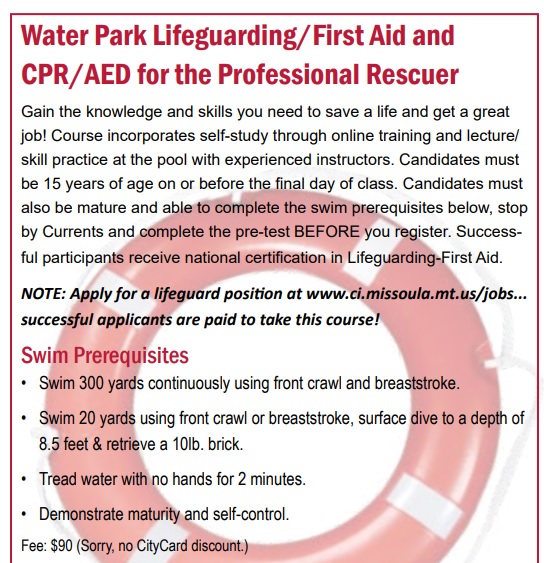 Water Park Lifeguarding/First Aid and
CPR/AED for the Professional Rescuer
Gain the knowledge and skills you need to save a life and get a great
job! Course incorporates self-study through online training and lecture/
skill practice at the pool with experienced instructors. Candidates must
be 15 years of age on or before the final day of class. Candidates must
also be mature and able to complete the swim prerequisites below, stop
by Currents and complete the pre-test BEFORE you register. Success-
ful participants receive national certification in Lifeguarding-First Aid.
NOTE: Apply for a lifeguard position at www.ci.missoula.mt.us/jobs...
successful applicants are paid to take this course!
Swim Prerequisites
• Swim 300 yards continuously using front crawl and breaststroke.
• Swim 20 yards using front crawl or breaststroke, surface dive to a depth of
8.5 feet & retrieve a 10lb. brick.
• Tread water with no hands for 2 minutes.
• Demonstrate maturity and self-control.
Fee: $90 (Sorry, no CityCard discount.)